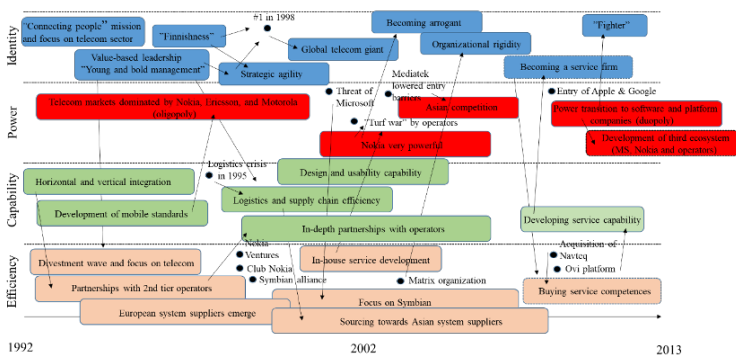 Identity
"Connecting people" mission
and focus on telecom sector
"Finnishness"
#1 in 1998
Becoming arrogant
"Fighter"
Global telecom giant
Organizational rigidity
Value-based leadership
"Young and bold management"
Strategic agility
Becoming a service firm
Power
Threat of
Microsoft
Mediatek
lowered entry
barriers
Entry of Apple & Google
Telecom markets dominated by Nokia, Ericsson, and Motorola
(oligopoly)
Asian competition
Power transition to software and platform
companies (duopoly)
"Turf war" by operators
Nokia very powerful
Development of third ecosystem
(MS, Nokia and operators)
Capability
Logistics crisis
in 1995
Design and usability capability
Horizontal and vertical integration
Logistics and supply chain efficiency
Development of mobile standards
In-depth partnerships with operators
Developing service capability
Efficiency
Nokia
Ventures
Club Nokia
Symbian alliance
Acquisition of
Navteq
Ovi platform
Divestment wave and focus on telecom
In-house service development
Matrix organization
Partnerships with 2nd tier operators
Buying service competences
Focus on Symbian
European system suppliers emerge
Sourcing towards Asian system suppliers
1992
2002
2013